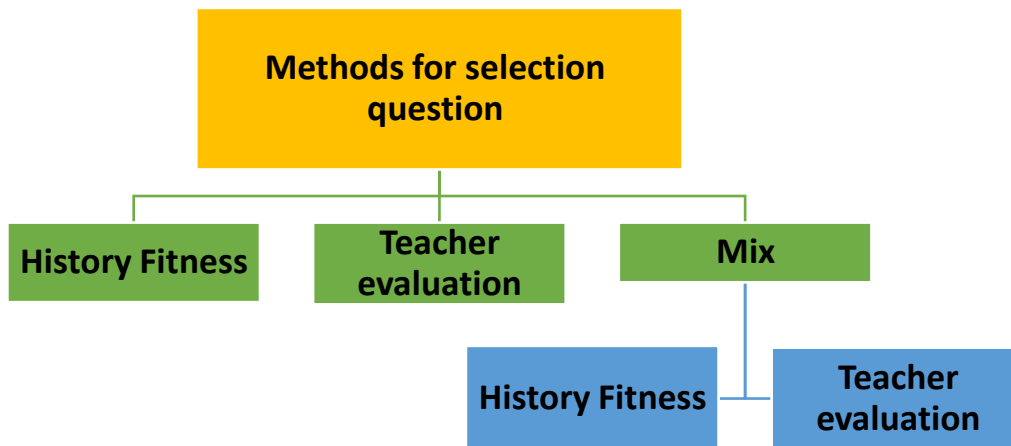 Methods for selection
question
History Fitness
Teacher
evaluation
Mix
History Fitness
Teacher
evaluation